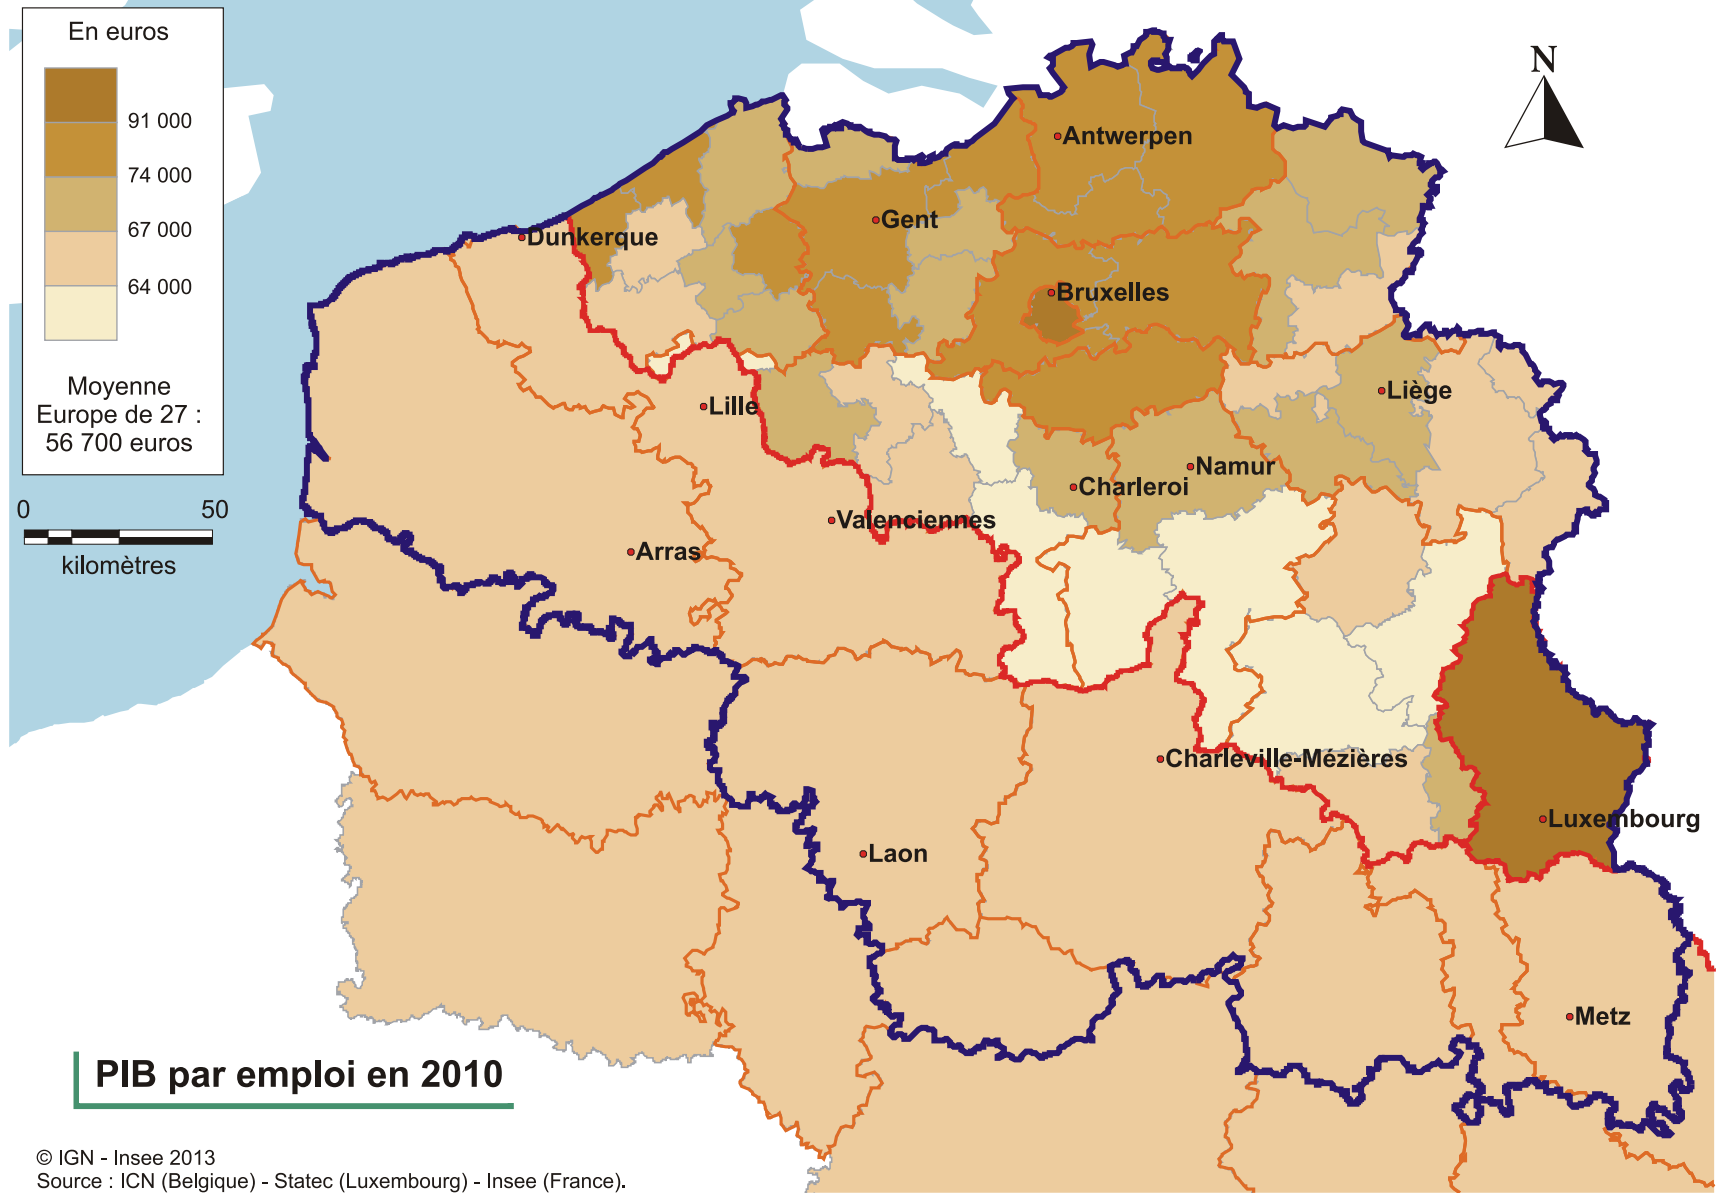 En euros
91 000
74 000
67 000
64 000
Moyenne
Europe de 27 :
56 700 euros
0 50
kilomètres
N
Antwerpen
Gent
Dunkerque
Bruxelles
Liège
Lille
Namur
Charleroi
Valenciennes
Arras
Charleville-Mézières
Luxembourg
Laon
Metz
PIB par emploi en 2010
© IGN - Insee 2013
Source : ICN (Belgique) - Statec (Luxembourg) - Insee (France).